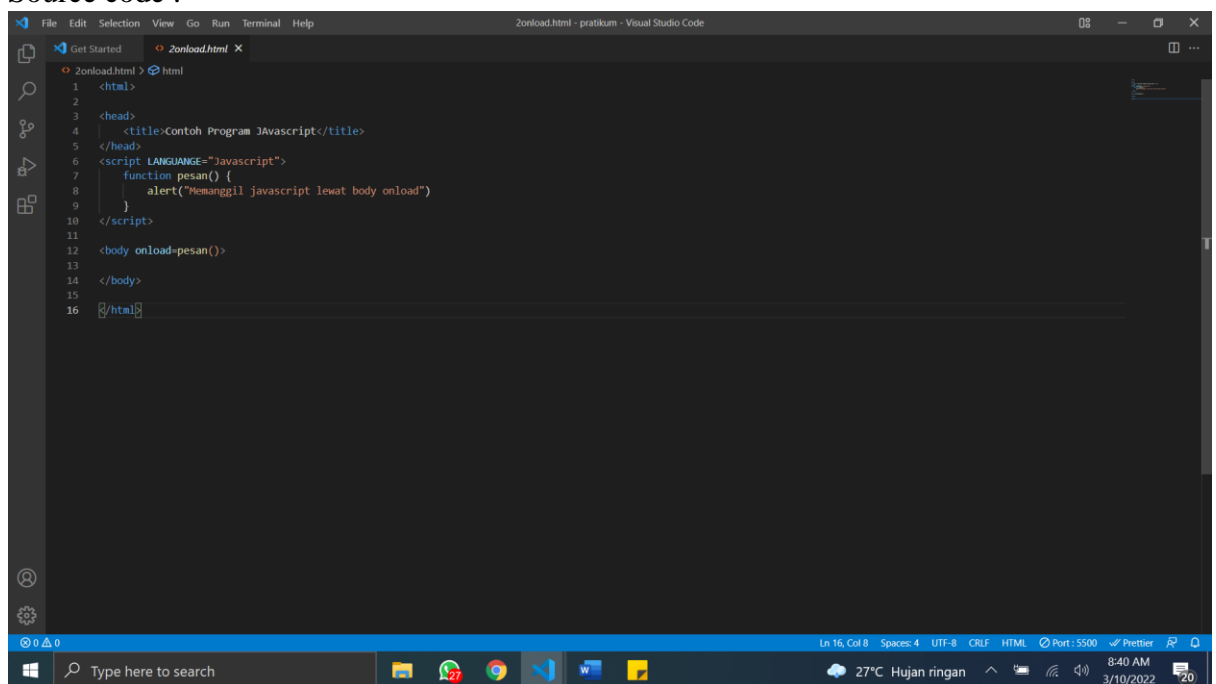 Source code :
File Edit Selection View Go Run Terminal Help 2onload.html - pratikum - Visual Studio Code
Get Started <> 2onload.html ×
<> 2onload.html > html
1 <html>
2
3 <head>
4 <title>Contoh Program JAvascript</title>
5 </head>
6 <script LANGUANGE="Javascript">
7 function pesan() {
8 alert("Memanggil javascript lewat body onload")
9 }
10 </script>
11
12 <body onload=pesan()>
13
14 </body>
15
16 </html>
0 0 Ln 16, Col 8 Spaces: 4 UTF-8 CRLF HTML Port : 5500 Prettier
Type here to search 27 27°C Hujan ringan 8:40 AM
3/10/2022 20